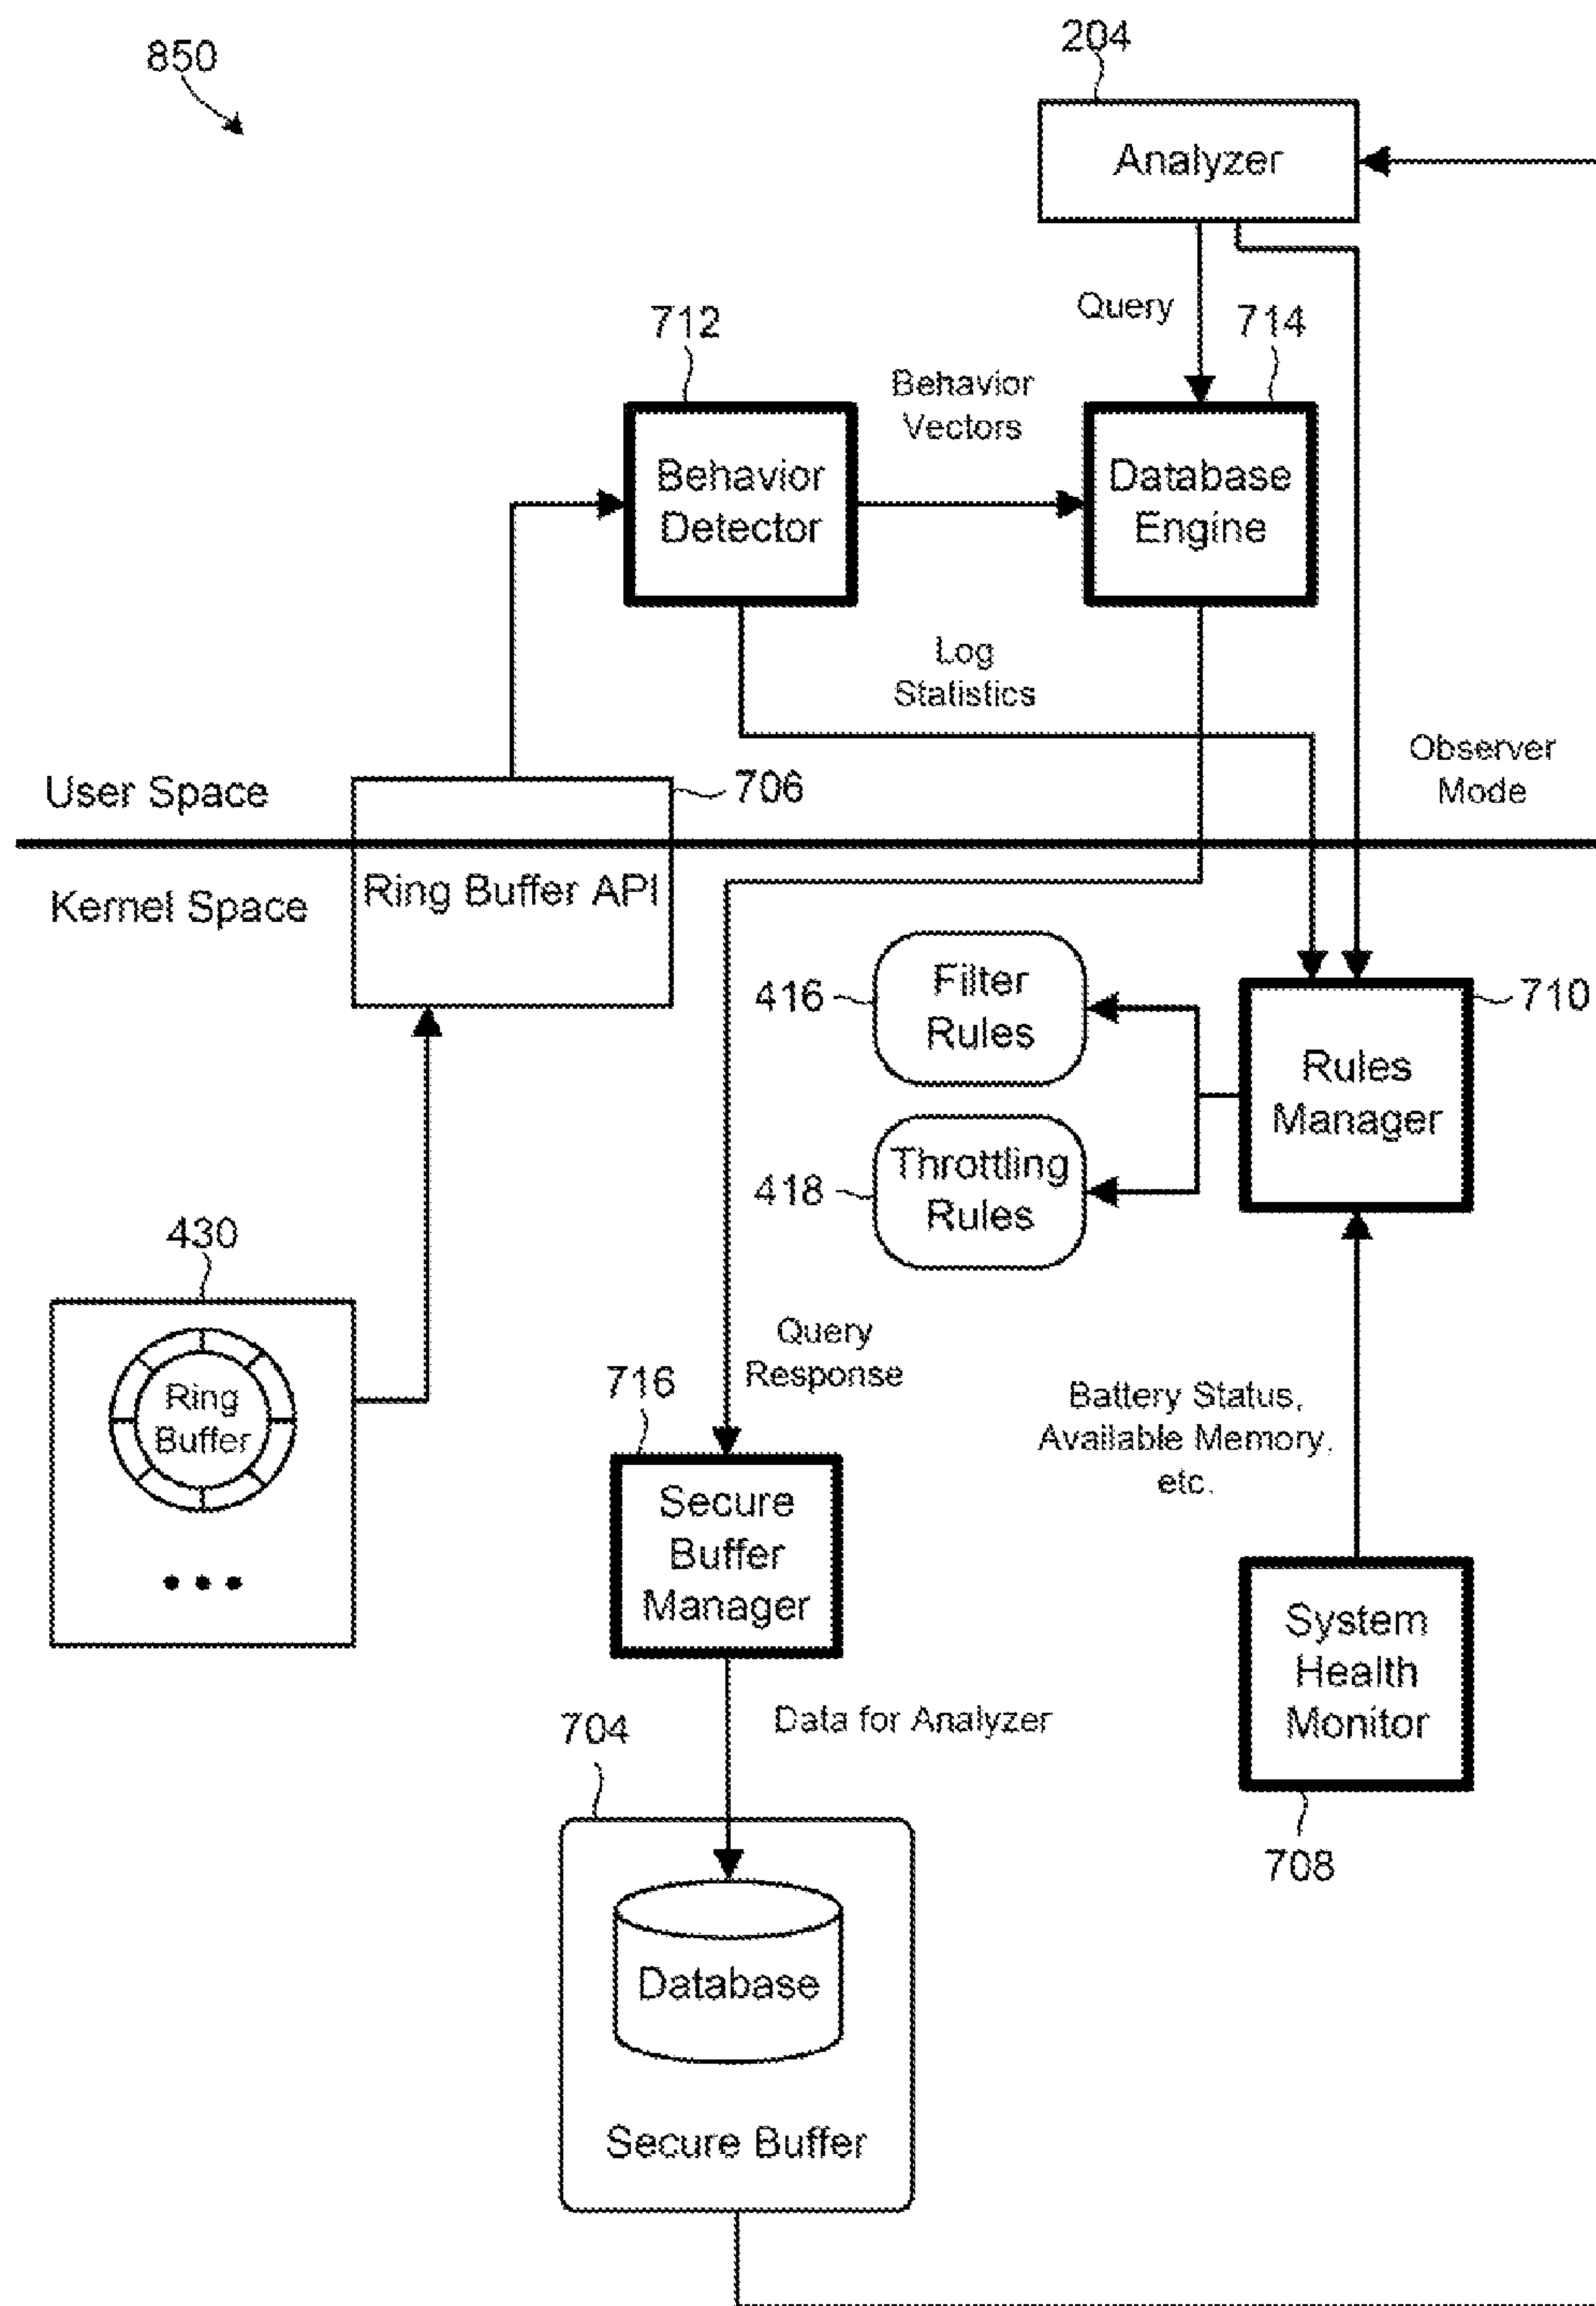 850
204
Analyzer
Query
714
712
Behavior
Vectors
Behavior
Detector
Database
Engine
Log
Statistics
Observer
Mode
User Space
706
Kernel Space
Ring Buffer API
416
Filter
Rules
710
Rules
Manager
418
Throttling
Rules
430
Ring
Buffer
Query
Response
716
Battery Status,
Available Memory,
etc.
Secure
Buffer
Manager
System
Health
Monitor
704
Data for Analyzer
708
Database
Secure Buffer